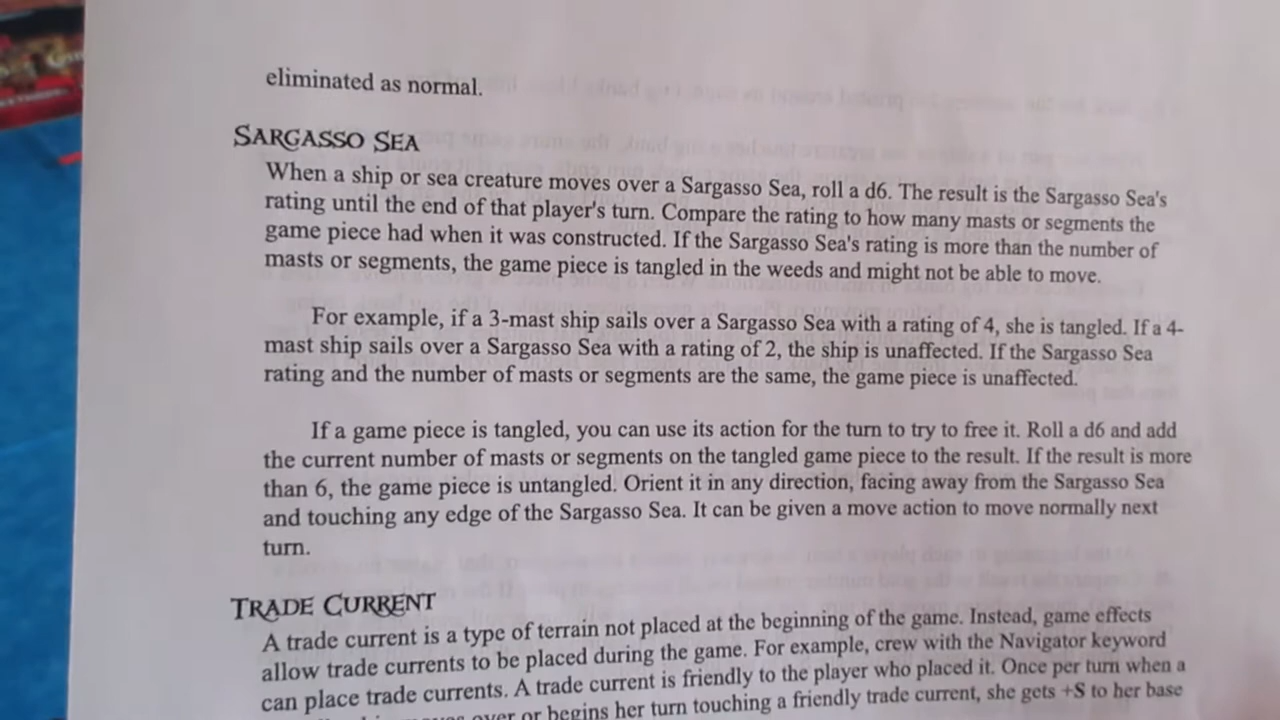 eliminated as normal.
SARGASSO SEA
When a ship or sea creature moves over a Sargasso Sea, roll a d6. The result is the Sargasso Sea's
rating until the end of that player's turn. Compare the rating to how many masts or segments the
game piece had when it was constructed. If the Sargasso Sea's rating is more than the number of
masts or segments, the game piece is tangled in the weeds and might not be able to move.
For example, if a 3-mast ship sails over a Sargasso Sea with a rating of 4, she is tangled. If a 4-
mast ship sails over a Sargasso Sea with a rating of 2, the ship is unaffected. If the Sargasso Sea
rating and the number of masts or segments are the same, the game piece is unaffected.
If a game piece is tangled, you can use its action for the turn to try to free it. Roll a d6 and add
the current number of masts or segments on the tangled game piece to the result. If the result is more
than 6, the game piece is untangled. Orient it in any direction, facing away from the Sargasso Sea
and touching any edge of the Sargasso Sea. It can be given a move action to move normally next
turn.
TRADE CURRENT
A trade current is a type of terrain not placed at the beginning of the game. Instead, game effects
allow trade currents to be placed during the game. For example, crew with the Navigator keyword
can place trade currents. A trade current is friendly to the player who placed it. Once per turn when a
over or begins her turn touching a friendly trade current, she gets +S to her base